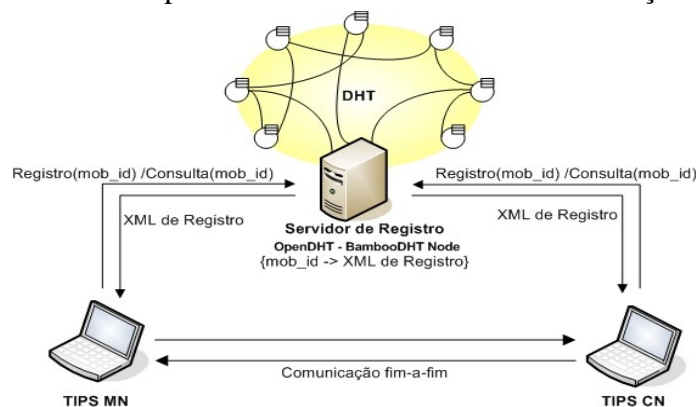 DHT
Registro(mob_id) /Consulta(mob_id)
Registro(mob_id) /Consulta(mob_id)
XML de Registro
XML de Registro
Servidor de Registro
OpenDHT - BambooDHT Node
{mob_id -> XML de Registro}
Comunicação fim-a-fim
TIPS MN
TIPS CN